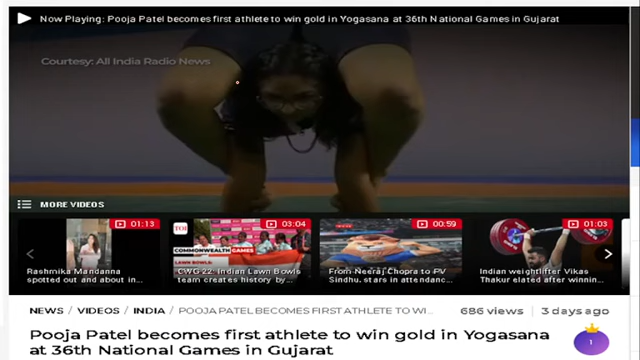 Now Playing: Pooja Patel becomes first athlete to win gold in Yogasana at 36th National Games in Gujarat
Courtesy: All India Radio News
MORE VIDEOS
01:13
03:04
00:59
01:03
TOI
COMMONWEALTH GAMES
LAWN BOWLS
Rashmika Mandanna
spotted out and about in...
CWG 22: Indian Lawn Bowls
team creates history by...
From Neeraj Chopra to PV
Sindhu, stars in attendanc...
Indian weightlifter Vikas
Thakur elated after winnin...
NEWS / VIDEOS / INDIA / POOJA PATEL BECOMES FIRST ATHLETE TO WI...
686 views | 3 days ago
Pooja Patel becomes first athlete to win gold in Yogasana
at 36th National Games in Gujarat
1